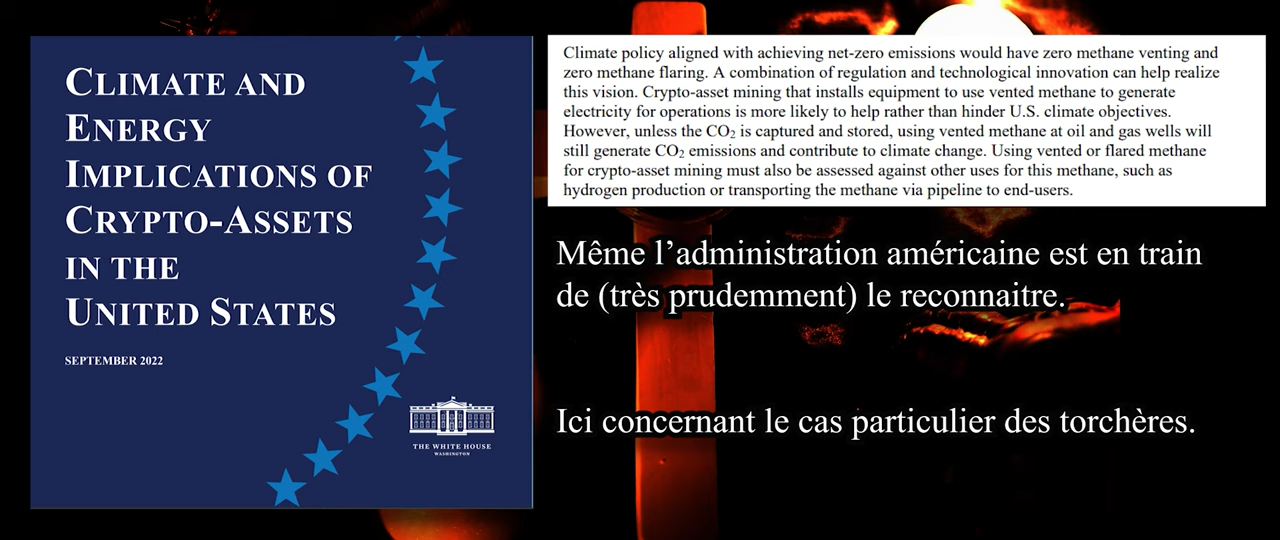 CLIMATE AND
ENERGY
IMPLICATIONS OF
CRYPTO-ASSETS
IN THE
UNITED STATES
SEPTEMBER 2022
THE WHITE HOUSE
WASHINGTON
Climate policy aligned with achieving net-zero emissions would have zero methane venting and
zero methane flaring. A combination of regulation and technological innovation can help realize
this vision. Crypto-asset mining that installs equipment to use vented methane to generate
electricity for operations is more likely to help rather than hinder U.S. climate objectives.
However, unless the CO₂ is captured and stored, using vented methane at oil and gas wells will
still generate CO₂ emissions and contribute to climate change. Using vented or flared methane
for crypto-asset mining must also be assessed against other uses for this methane, such as
hydrogen production or transporting the methane via pipeline to end-users.
Même l’administration américaine est en train
de (très prudemment) le reconnaitre.
Ici concernant le cas particulier des torchères.